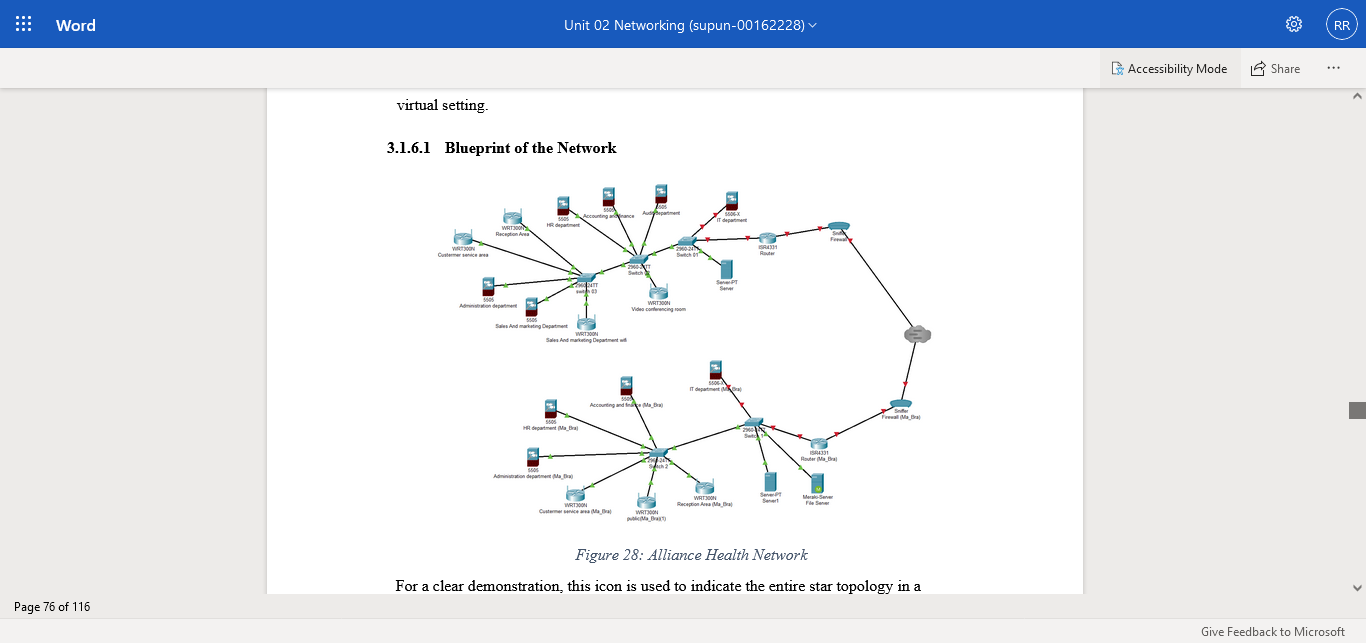 Word
Unit 02 Networking (supun-00162228)
RR
Accessibility Mode
Share
virtual setting.
3.1.6.1 Blueprint of the Network
5505
HR department
5505
Accounting and finance
5505
Audit department
5506-X
IT department
WRT300N
Reception Area
WRT300N
Custermer service area
2960-24TT
Switch 01
ISR4331
Router
Sniffer
Firewall
2960-24TT
Switch
Server-PT
Server
5505
Administration department
2960-24TT
switch 03
WRT300N
Video conferencing room
5505
Sales And marketing Department
WRT300N
Sales And marketing Department wifi
5506-X
IT department (Ma_Bra)
5505
Accounting and finance (Ma_Bra)
5505
HR department (Ma_Bra)
Sniffer
Firewall (Ma_Bra)
2960-24TT
Switch 1
ISR4331
Router (Ma_Bra)
2960-24TT
Switch 2
5505
Administration department (Ma_Bra)
WRT300N
Custermer service area (Ma_Bra)
WRT300N
public(Ma_Bra)(1)
WRT300N
Reception Area (Ma_Bra)
Server-PT
Server1
Meraki-Server
File Server
Figure 28: Alliance Health Network
For a clear demonstration, this icon is used to indicate the entire star topology in a
Page 76 of 116
Give Feedback to Microsoft